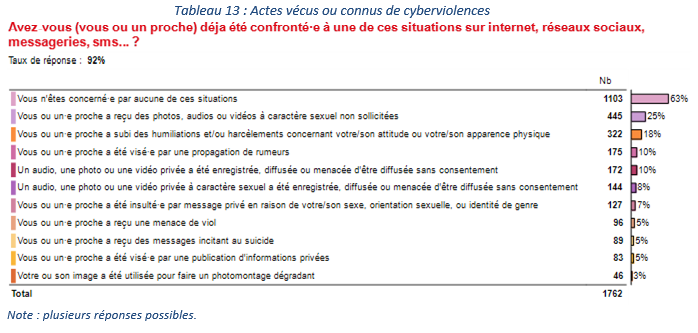 Tableau 13 : Actes vécus ou connus de cyberviolences
Avez-vous (vous ou un proche) déja été confronté·e à une de ces situations sur internet, réseaux sociaux,
messageries, sms... ?
Taux de réponse : 92%
Nb
Vous n'êtes concerné·e par aucune de ces situations 1103 63%
Vous ou un·e proche a reçu des photos, audios ou vidéos à caractère sexuel non sollicitées 445 25%
Vous ou un·e proche a subi des humiliations et/ou harcèlements concernant votre/son attitude ou votre/son apparence physique 322 18%
Vous ou un·e proche a été visé·e par une propagation de rumeurs 175 10%
Un audio, une photo ou une vidéo privée a été enregistrée, diffusée ou menacée d'être diffusée sans consentement 172 10%
Un audio, une photo ou une vidéo privée à caractère sexuel a été enregistrée, diffusée ou menacée d'être diffusée sans consentement 144 8%
Vous ou un·e proche a été insulté·e par message privé en raison de votre/son sexe, orientation sexuelle, ou identité de genre 127 7%
Vous ou un·e proche a reçu une menace de viol 96 5%
Vous ou un·e proche a reçu des messages incitant au suicide 89 5%
Vous ou un·e proche a été visé·e par une publication d'informations privées 83 5%
Votre ou son image a été utilisée pour faire un photomontage dégradant 46 3%
Total 1762
Note : plusieurs réponses possibles.